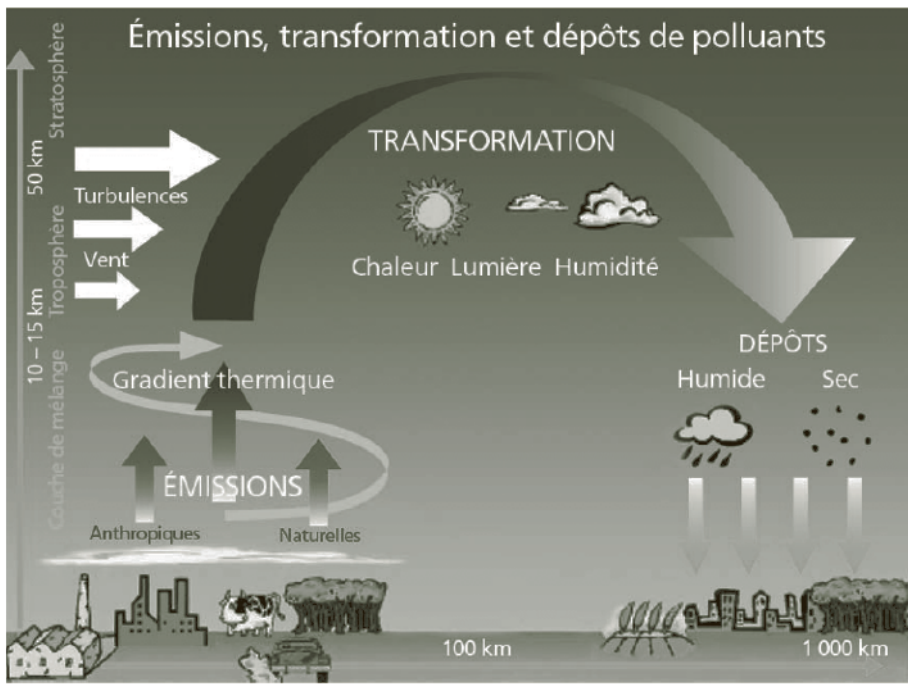 Émissions, transformation et dépôts de polluants
Stratosphère
50 km
Troposphère
10 – 15 km
Couche de mélange
Turbulences
Vent
TRANSFORMATION
Chaleur Lumière Humidité
Gradient thermique
ÉMISSIONS
Anthropiques
Naturelles
DÉPÔTS
Humide Sec
100 km
1 000 km